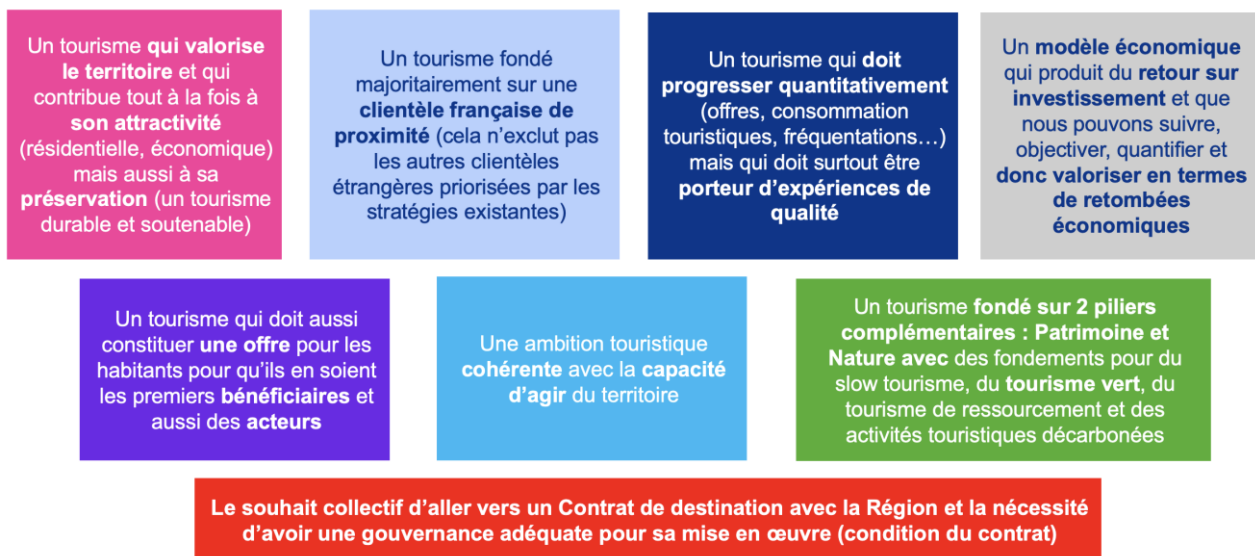 Un tourisme qui valorise
le territoire et qui
contribue tout à la fois à
son attractivité
(résidentielle, économique)
mais aussi à sa
préservation (un tourisme
durable et soutenable)
Un tourisme fondé
majoritairement sur une
clientèle française de
proximité (cela n’exclut pas
les autres clientèles
étrangères priorisées par les
stratégies existantes)
Un tourisme qui doit
progresser quantitativement
(offres, consommation
touristiques, fréquentations…)
mais qui doit surtout être
porteur d’expériences de
qualité
Un modèle économique
qui produit du retour sur
investissement et que
nous pouvons suivre,
objectiver, quantifier et
donc valoriser en termes
de retombées
économiques
Un tourisme qui doit aussi
constituer une offre pour les
habitants pour qu’ils en soient
les premiers bénéficiaires et
aussi des acteurs
Une ambition touristique
cohérente avec la capacité
d’agir du territoire
Un tourisme fondé sur 2 piliers
complémentaires : Patrimoine et
Nature avec des fondements pour du
slow tourisme, du tourisme vert, du
tourisme de ressourcement et des
activités touristiques décarbonées
Le souhait collectif d’aller vers un Contrat de destination avec la Région et la nécessité
d’avoir une gouvernance adéquate pour sa mise en œuvre (condition du contrat)